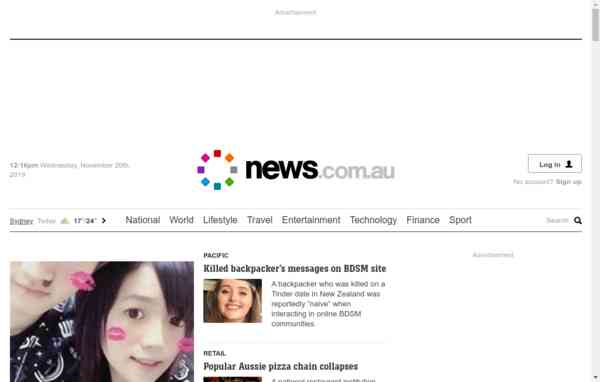 Advertisement
12:16pm Wednesday, November 20th,
2019
news.com.au
Log in
No account? Sign up
Sydney Today 17°/24°
National World Lifestyle Travel Entertainment Technology Finance Sport
Search
PACIFIC
Killed backpacker's messages on BDSM site
A backpacker who was killed on a
Tinder date in New Zealand was
reportedly "naive" when
interacting in online BDSM
communities.
Advertisement
RETAIL
Popular Aussie pizza chain collapses
A national restaurant institution